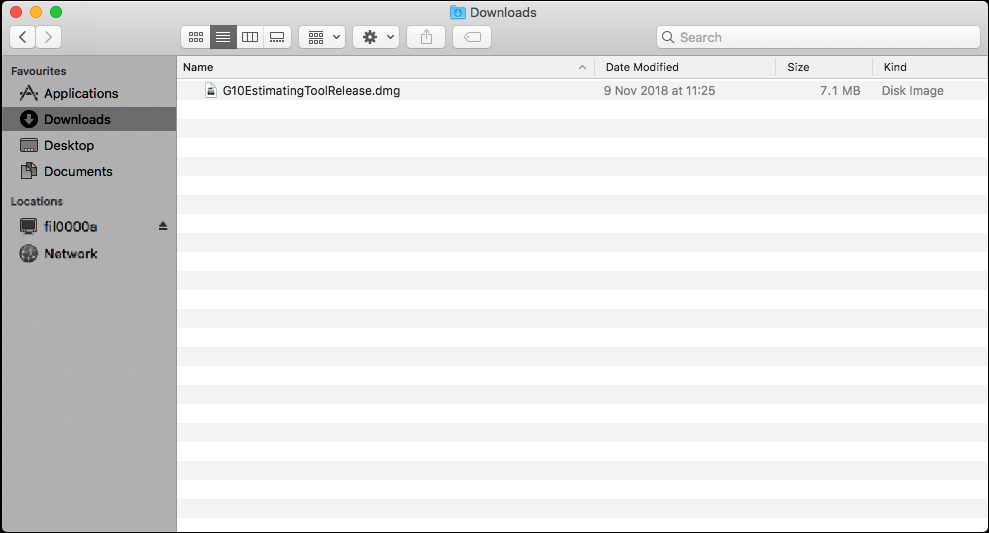 Downloads
Search
Favourites
Applications
Downloads
Desktop
Documents
Locations
fil0000a
Network
Name Date Modified Size Kind
G10EstimatingToolRelease.dmg 9 Nov 2018 at 11:25 7.1 MB Disk Image